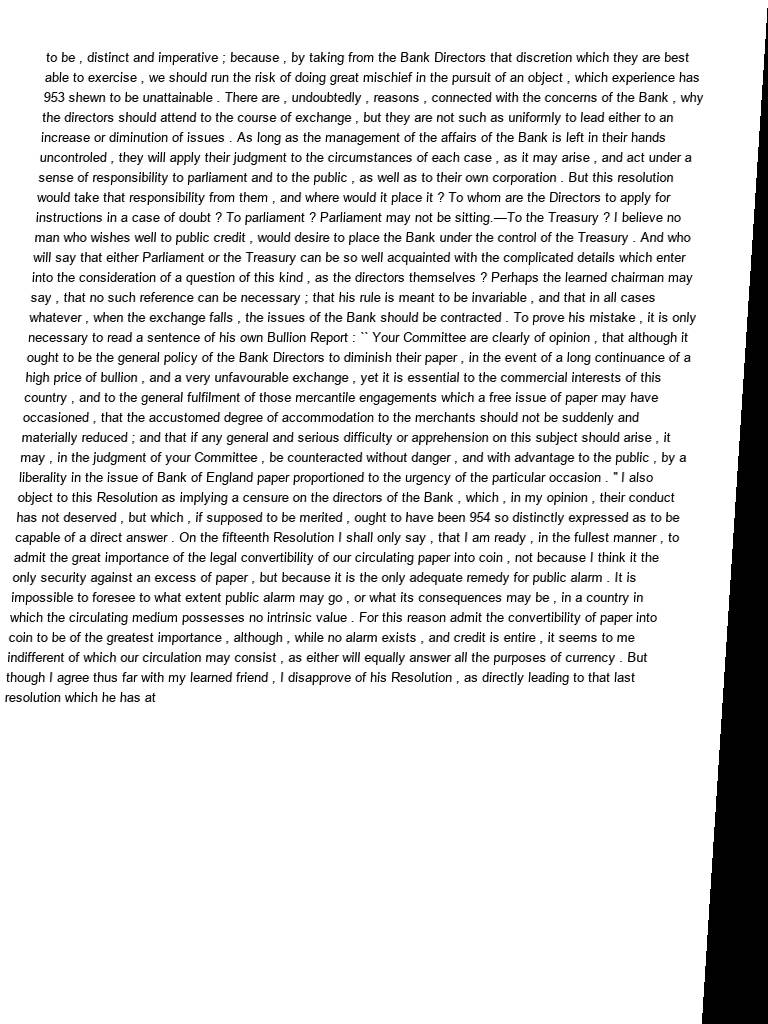 to be , distinct and imperative ; because , by taking from the Bank Directors that discretion which they are best
able to exercise , we should run the risk of doing great mischief in the pursuit of an object , which experience has
953 shewn to be unattainable . There are , undoubtedly , reasons , connected with the concerns of the Bank , why
the directors should attend to the course of exchange , but they are not such as uniformly to lead either to an
increase or diminution of issues . As long as the management of the affairs of the Bank is left in their hands
uncontroled , they will apply their judgment to the circumstances of each case , as it may arise , and act under a
sense of responsibility to parliament and to the public , as well as to their own corporation . But this resolution
would take that responsibility from them , and where would it place it ? To whom are the Directors to apply for
instructions in a case of doubt ? To parliament ? Parliament may not be sitting.—To the Treasury ? I believe no
man who wishes well to public credit , would desire to place the Bank under the control of the Treasury . And who
will say that either Parliament or the Treasury can be so well acquainted with the complicated details which enter
into the consideration of a question of this kind , as the directors themselves ? Perhaps the learned chairman may
say , that no such reference can be necessary ; that his rule is meant to be invariable , and that in all cases
whatever , when the exchange falls , the issues of the Bank should be contracted . To prove his mistake , it is only
necessary to read a sentence of his own Bullion Report : `` Your Committee are clearly of opinion , that although it
ought to be the general policy of the Bank Directors to diminish their paper , in the event of a long continuance of a
high price of bullion , and a very unfavourable exchange , yet it is essential to the commercial interests of this
country , and to the general fulfilment of those mercantile engagements which a free issue of paper may have
occasioned , that the accustomed degree of accommodation to the merchants should not be suddenly and
materially reduced ; and that if any general and serious difficulty or apprehension on this subject should arise , it
may , in the judgment of your Committee , be counteracted without danger , and with advantage to the public , by a
liberality in the issue of Bank of England paper proportioned to the urgency of the particular occasion . " I also
object to this Resolution as implying a censure on the directors of the Bank , which , in my opinion , their conduct
has not deserved , but which , if supposed to be merited , ought to have been 954 so distinctly expressed as to be
capable of a direct answer . On the fifteenth Resolution I shall only say , that I am ready , in the fullest manner , to
admit the great importance of the legal convertibility of our circulating paper into coin , not because I think it the
only security against an excess of paper , but because it is the only adequate remedy for public alarm . It is
impossible to foresee to what extent public alarm may go , or what its consequences may be , in a country in
which the circulating medium possesses no intrinsic value . For this reason admit the convertibility of paper into
coin to be of the greatest importance , although , while no alarm exists , and credit is entire , it seems to me
indifferent of which our circulation may consist , as either will equally answer all the purposes of currency . But
though I agree thus far with my learned friend , I disapprove of his Resolution , as directly leading to that last
resolution which he has at